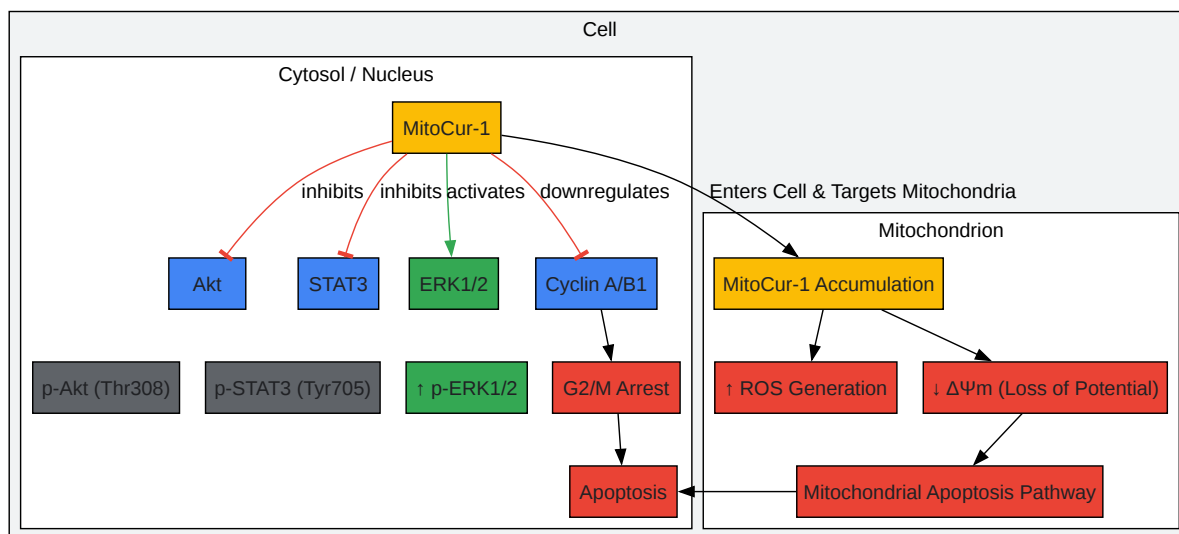 Cell
Cytosol / Nucleus
MitoCur-1
inhibits
inhibits
activates
downregulates
Enters Cell & Targets Mitochondria
Mitochondrion
Akt
STAT3
ERK1/2
Cyclin A/B1
MitoCur-1 Accumulation
p-Akt (Thr308)
p-STAT3 (Tyr705)
↑ p-ERK1/2
G2/M Arrest
↑ ROS Generation
↓ ΔΨm (Loss of Potential)
Apoptosis
Mitochondrial Apoptosis Pathway